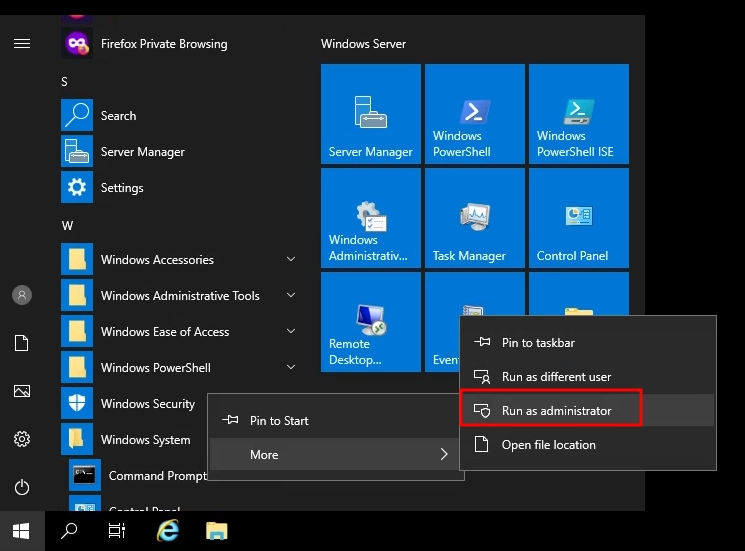 Firefox Private Browsing
S
Search
Server Manager
Settings
W
Windows Accessories
Windows Administrative Tools
Windows Ease of Access
Windows PowerShell
Windows Security
Windows System
Command Prompt
Control Panel
Windows Server
Server Manager
Windows
PowerShell
Windows
PowerShell ISE
Windows
Administrativ...
Task Manager
Control Panel
Remote
Desktop...
Event
Pin to Start
More
Pin to taskbar
Run as different user
Run as administrator
Open file location